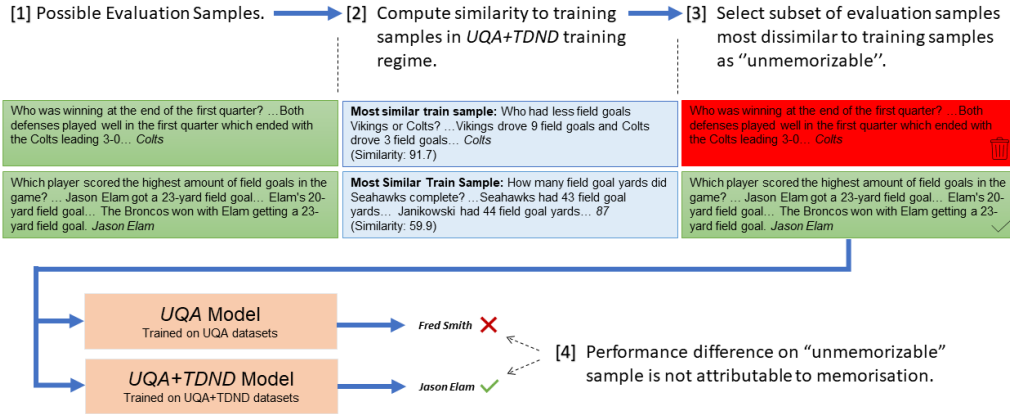 [1] Possible Evaluation Samples.
[2] Compute similarity to training
samples in UQA+TDND training
regime.
[3] Select subset of evaluation samples
most dissimilar to training samples
as ‘‘unmemorizable’’.
Who was winning at the end of the first quarter? …Both
defenses played well in the first quarter which ended with
the Colts leading 3-0… Colts
Most similar train sample: Who had less field goals
Vikings or Colts? …Vikings drove 9 field goals and Colts
drove 3 field goals… Colts
(Similarity: 91.7)
Who was winning at the end of the first quarter? …Both
defenses played well in the first quarter which ended with
the Colts leading 3-0… Colts
Which player scored the highest amount of field goals in the
game? … Jason Elam got a 23-yard field goal… Elam's 20-
yard field goal… The Broncos won with Elam getting a 23-
yard field goal. Jason Elam
Most Similar Train Sample: How many field goal yards did
Seahawks complete? …Seahawks had 43 field goal
yards… Janikowski had 44 field goal yards… 87
(Similarity: 59.9)
Which player scored the highest amount of field goals in the
game? … Jason Elam got a 23-yard field goal… Elam's 20-
yard field goal… The Broncos won with Elam getting a 23-
yard field goal. Jason Elam
UQA Model
Trained on UQA datasets
Fred Smith
UQA+TDND Model
Trained on UQA+TDND datasets
Jason Elam
[4] Performance difference on “unmemorizable”
sample is not attributable to memorisation.